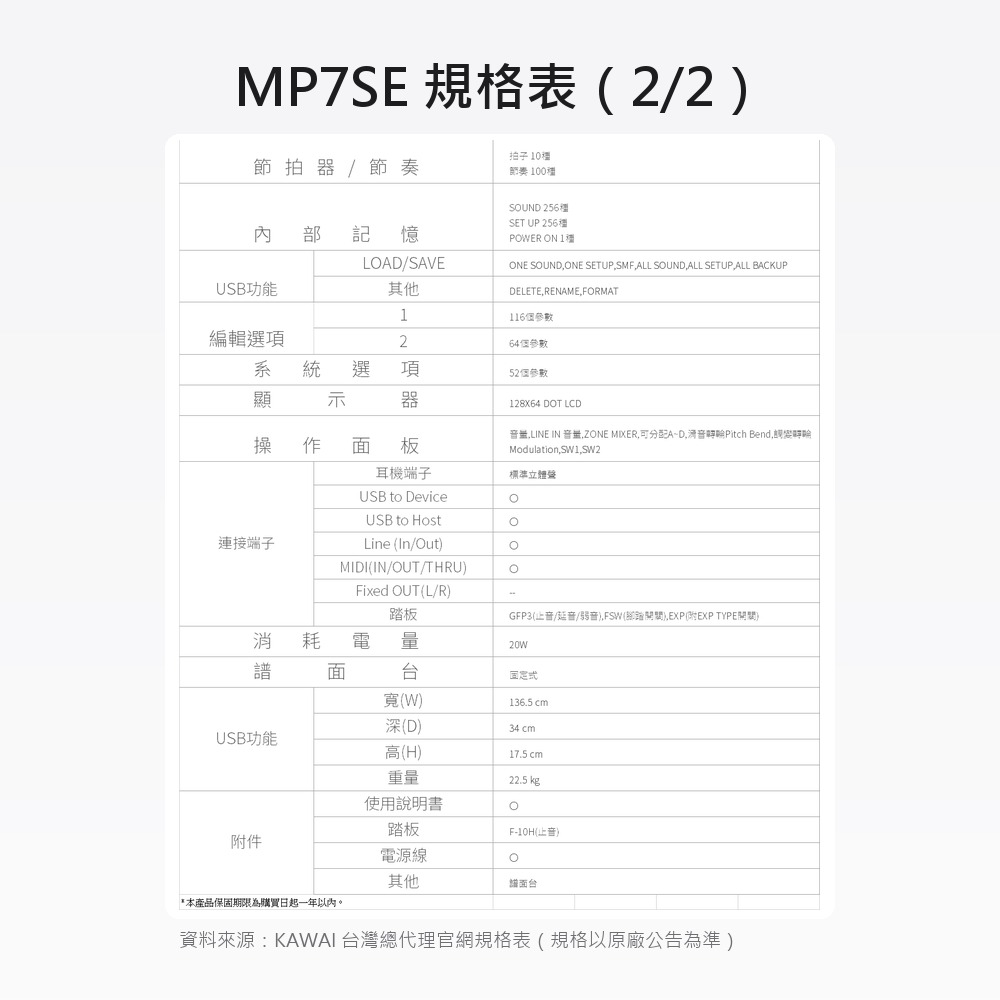 MP7SE 規格表（2/2）
節拍器/節奏
拍子 10種
節奏 100種
內部記憶
SOUND 256種
SET UP 256種
POWER ON 1種
USB功能
LOAD/SAVE
ONE SOUND,ONE SETUP,SMF,ALL SOUND,ALL SETUP,ALL BACKUP
其他
DELETE,RENAME,FORMAT
編輯選項
1
116個參數
2
64個參數
系統選項
52個參數
顯示器
128X64 DOT LCD
操作面板
音量,LINE IN 音量,ZONE MIXER,可分配A~D,滑音轉輪Pitch Bend,調變轉輪
Modulation,SW1,SW2
連接端子
耳機端子
標準立體聲
USB to Device
○
USB to Host
○
Line (In/Out)
○
MIDI(IN/OUT/THRU)
○
Fixed OUT(L/R)
--
踏板
GFP3(止音/延音/弱音),FSW(腳踏開關),EXP(附EXP TYPE開關)
消耗電量
20W
譜面台
固定式
USB功能
寬(W)
136.5 cm
深(D)
34 cm
高(H)
17.5 cm
重量
22.5 kg
附件
使用說明書
○
踏板
F-10H(止音)
電源線
○
其他
譜面台
*本產品保固期限為購買日起一年以內。
資料來源：KAWAI 台灣總代理官網規格表（規格以原廠公告為準）